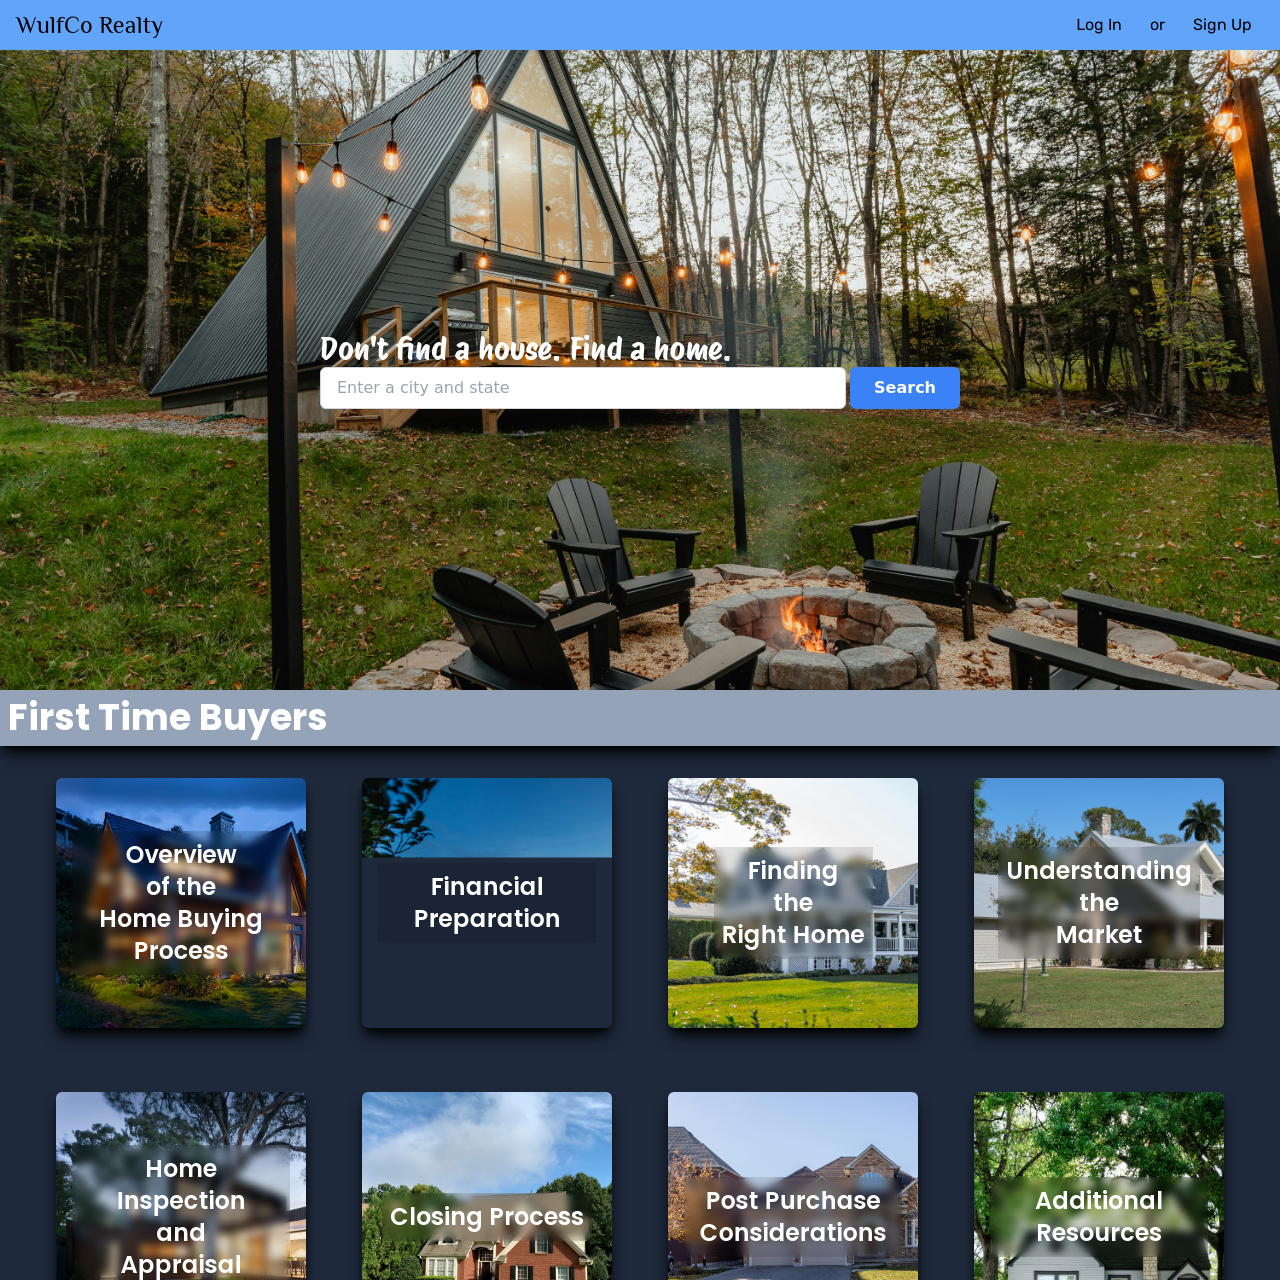 WulfCo Realty
Log In or Sign Up
Don't find a house. Find a home.
Enter a city and state
Search
First Time Buyers
Overview
of the
Home Buying
Process
Financial
Preparation
Finding
the
Right Home
Understanding
the
Market
Home
Inspection
and
Appraisal
Closing Process
Post Purchase
Considerations
Additional
Resources